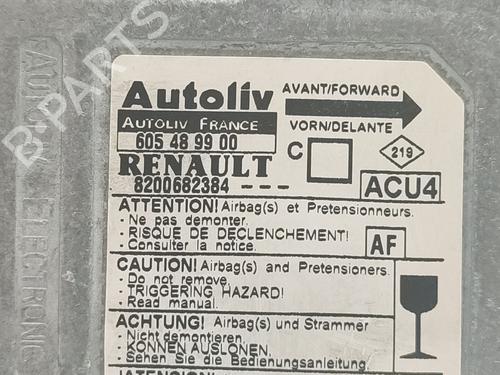 Autoliv
AVANT/FORWARD
AUTOLIV FRANCE
VORN/DELANTE
605 48 99 00
C
219
RENAULT
8200682384 - - -
ACU4
ATTENTION! Airbag(s) et Pretensionneurs.
- Ne pas demonter.
- RISQUE DE DECLENCHEMENT!
- Consulter la notice.
AF
CAUTION! Airbag(s) and Pretensioners.
- Do not remove.
- TRIGGERING HAZARD!
- Read manual.
ACHTUNG! Airbag(s) und Strammer
- Nicht demontieren.
- KONNEN AUSLONSEN.
- Sehen Sie die Bedienungsanleitung.
¡ATENCION!
B-PARTS